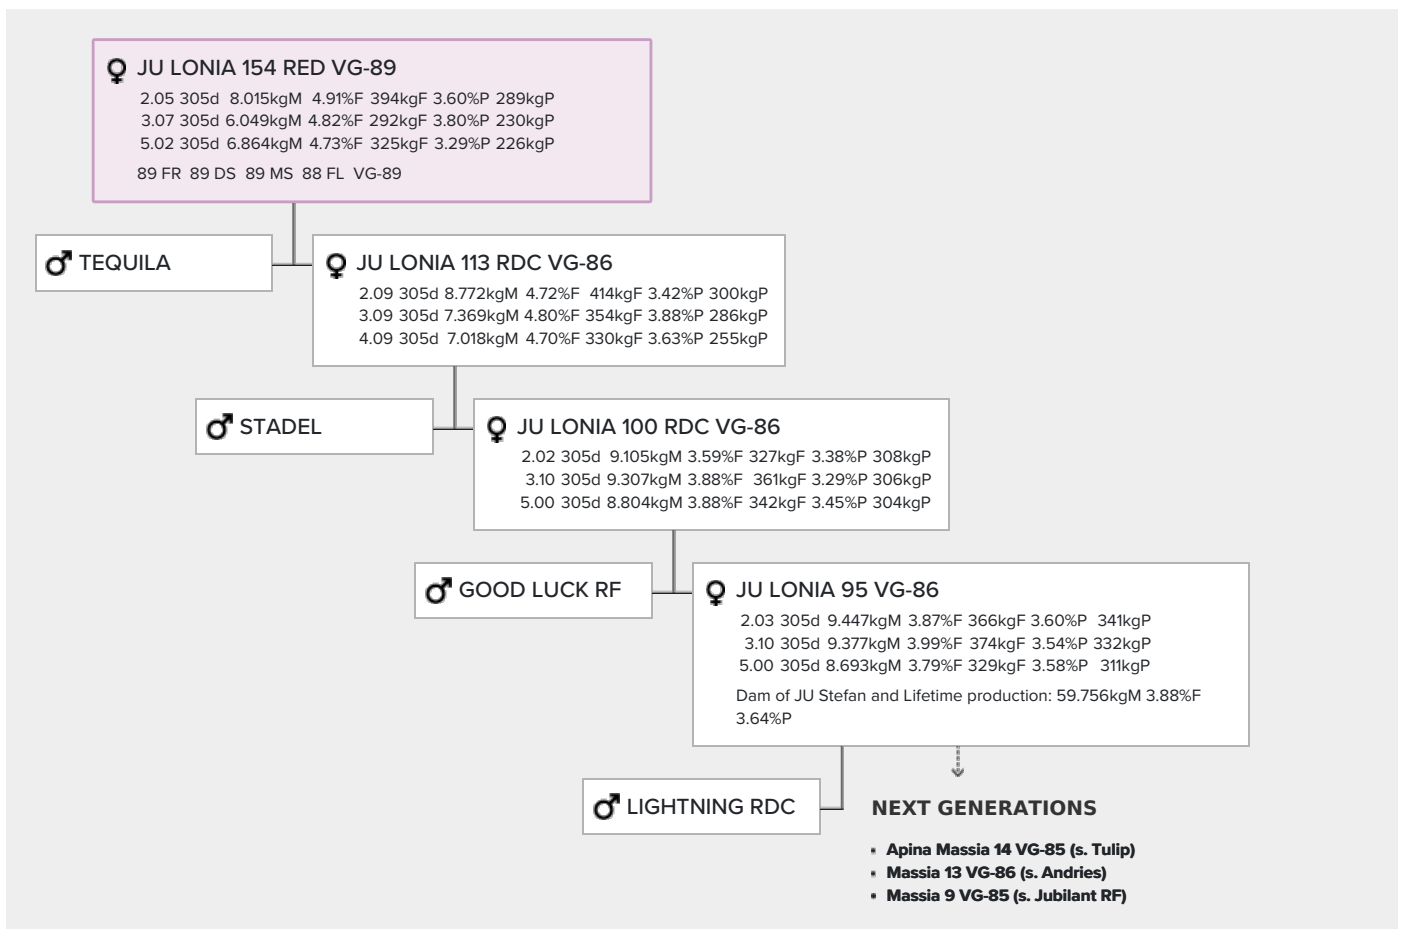 JU LONIA 154 RED VG-89
2.05 305d 8.015kgM 4.91%F 394kgF 3.60%P 289kgP
3.07 305d 6.049kgM 4.82%F 292kgF 3.80%P 230kgP
5.02 305d 6.864kgM 4.73%F 325kgF 3.29%P 226kgP
89 FR 89 DS 89 MS 88 FL VG-89
TEQUILA
JU LONIA 113 RDC VG-86
2.09 305d 8.772kgM 4.72%F 414kgF 3.42%P 300kgP
3.09 305d 7.369kgM 4.80%F 354kgF 3.88%P 286kgP
4.09 305d 7.018kgM 4.70%F 330kgF 3.63%P 255kgP
STADEL
JU LONIA 100 RDC VG-86
2.02 305d 9.105kgM 3.59%F 327kgF 3.38%P 308kgP
3.10 305d 9.307kgM 3.88%F 361kgF 3.29%P 306kgP
5.00 305d 8.804kgM 3.88%F 342kgF 3.45%P 304kgP
GOOD LUCK RF
JU LONIA 95 VG-86
2.03 305d 9.447kgM 3.87%F 366kgF 3.60%P 341kgP
3.10 305d 9.377kgM 3.99%F 374kgF 3.54%P 332kgP
5.00 305d 8.693kgM 3.79%F 329kgF 3.58%P 311kgP
Dam of JU Stefan and Lifetime production: 59.756kgM 3.88%F
3.64%P
LIGHTNING RDC
NEXT GENERATIONS
▪ Apina Massia 14 VG-85 (s. Tulip)
▪ Massia 13 VG-86 (s. Andries)
▪ Massia 9 VG-85 (s. Jubilant RF)